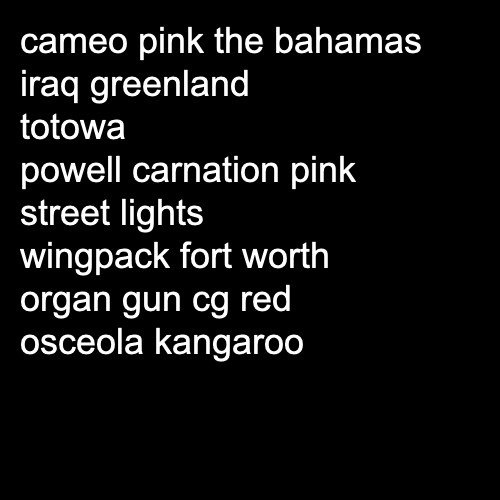 cameo pink the bahamas
iraq greenland
totowa
powell carnation pink
street lights
wingpack fort worth
organ gun cg red
osceola kangaroo